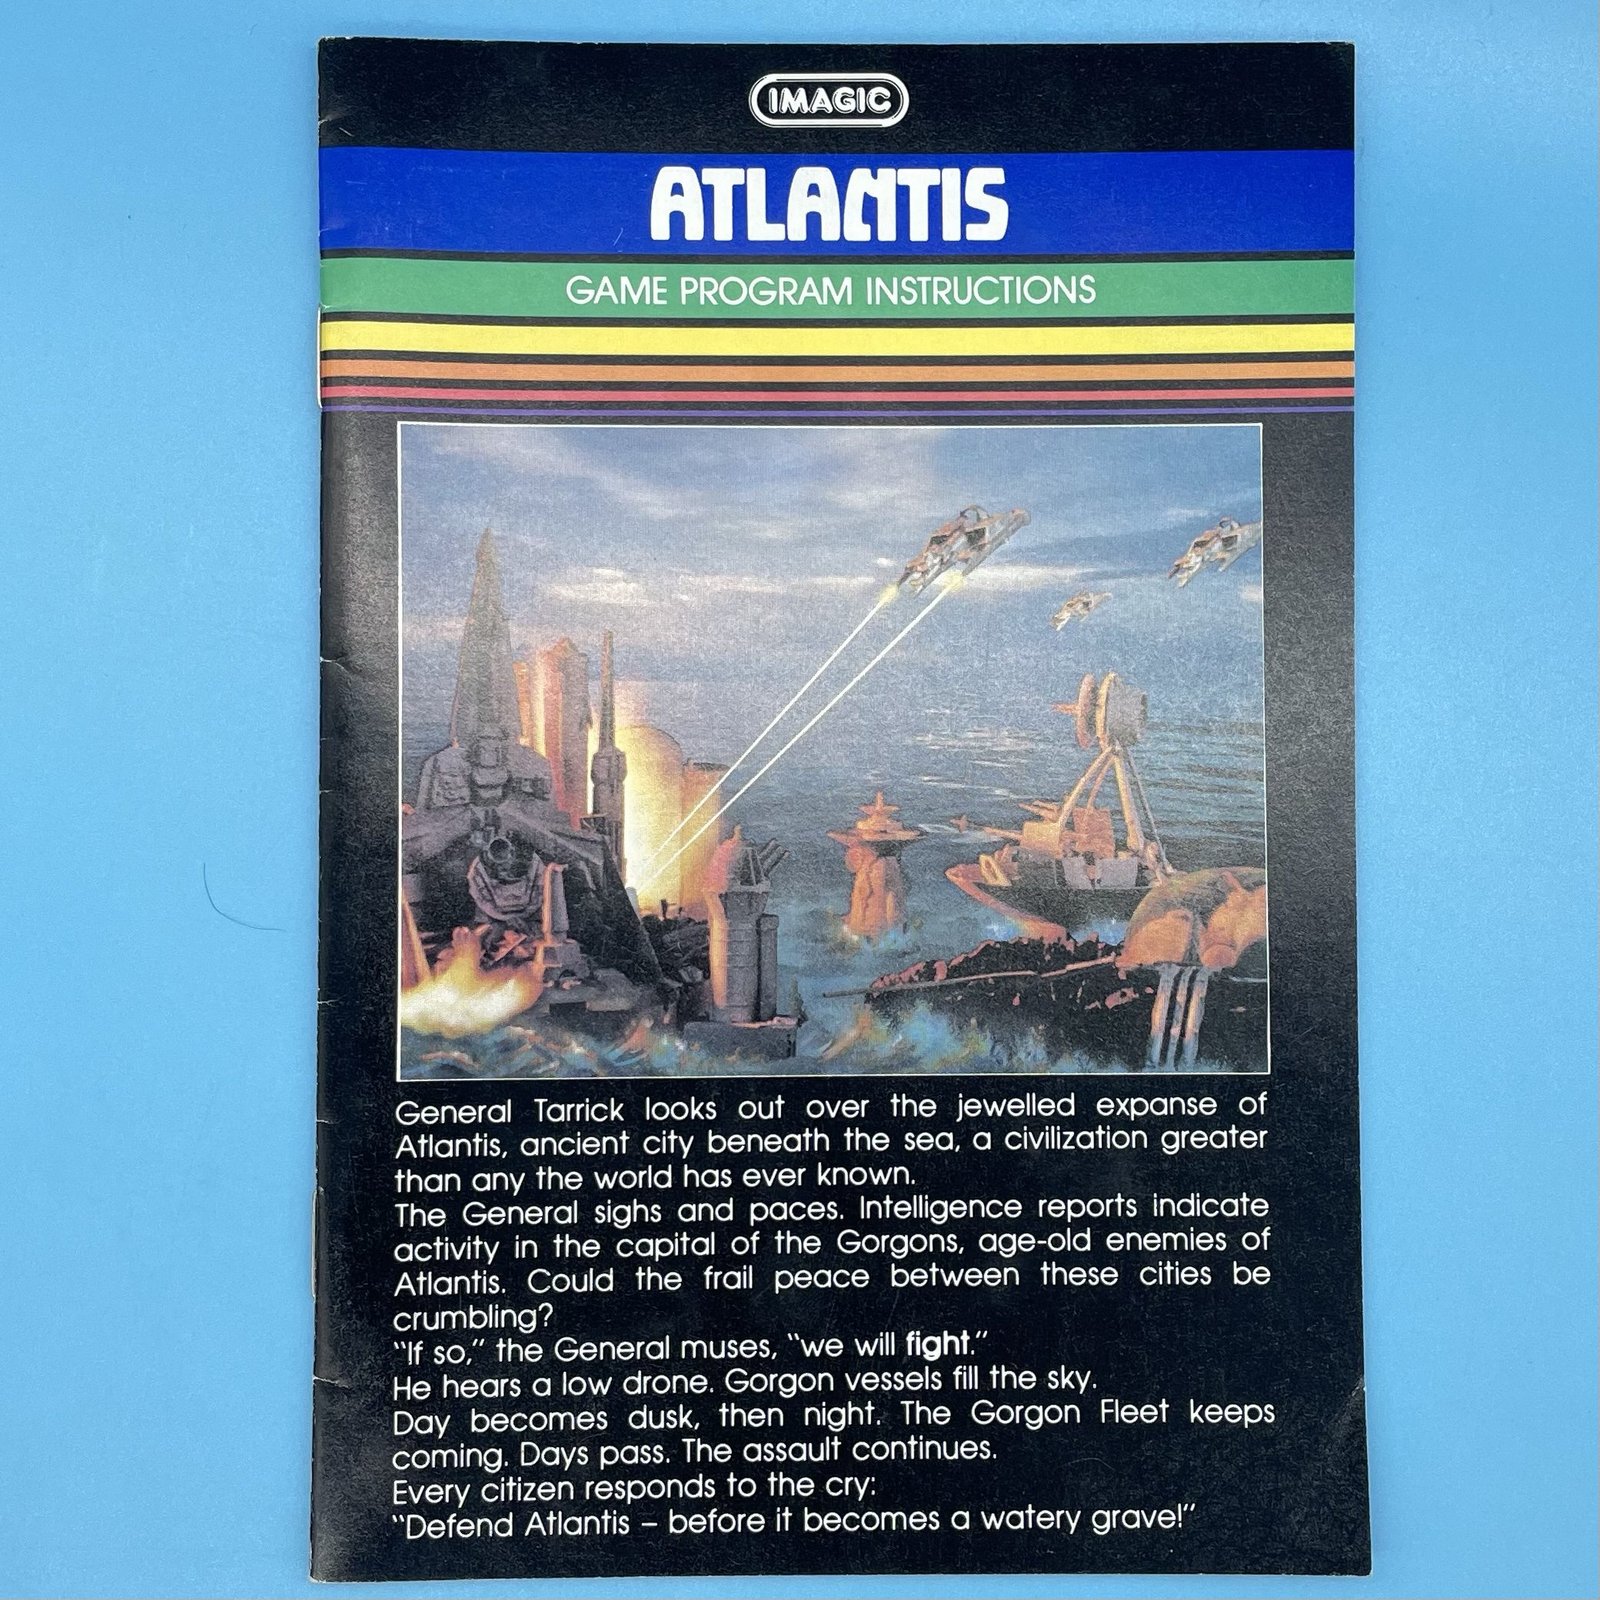 IMAGIC
ATLANTIS
GAME PROGRAM INSTRUCTIONS
General Tarrick looks out over the jewelled expanse of
Atlantis, ancient city beneath the sea, a civilization greater
than any the world has ever known.
The General sighs and paces. Intelligence reports indicate
activity in the capital of the Gorgons, age-old enemies of
Atlantis. Could the frail peace between these cities be
crumbling?
"If so," the General muses, "we will fight."
He hears a low drone. Gorgon vessels fill the sky.
Day becomes dusk, then night. The Gorgon Fleet keeps
coming. Days pass. The assault continues.
Every citizen responds to the cry:
"Defend Atlantis – before it becomes a watery grave!"